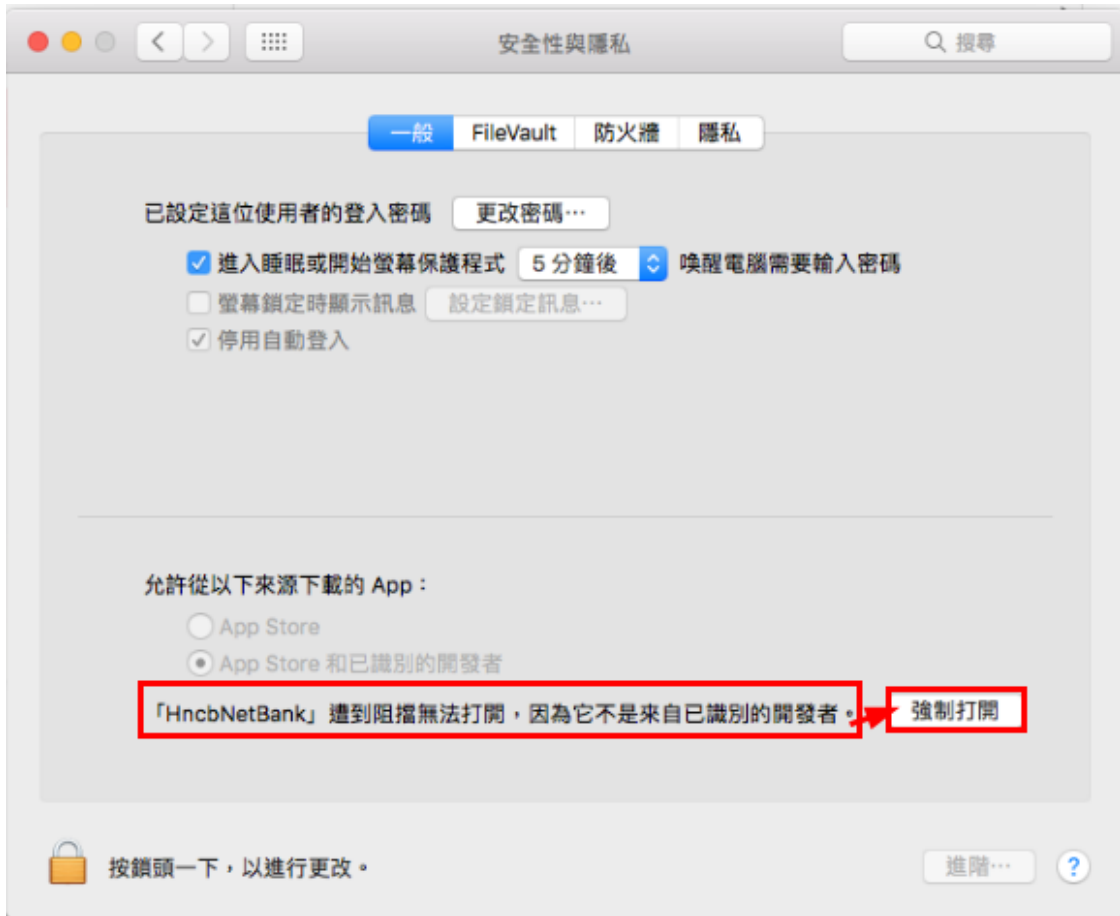 安全性與隱私
搜尋
一般 FileVault 防火牆 隱私
已設定這位使用者的登入密碼 更改密碼⋯
進入睡眠或開始螢幕保護程式 5 分鐘後 喚醒電腦需要輸入密碼
螢幕鎖定時顯示訊息 設定鎖定訊息⋯
停用自動登入
允許從以下來源下載的 App：
App Store
App Store 和已識別的開發者
「HncbNetBank」遭到阻擋無法打開，因為它不是來自已識別的開發者。 強制打開
按鎖頭一下，以進行更改。
進階⋯ ?